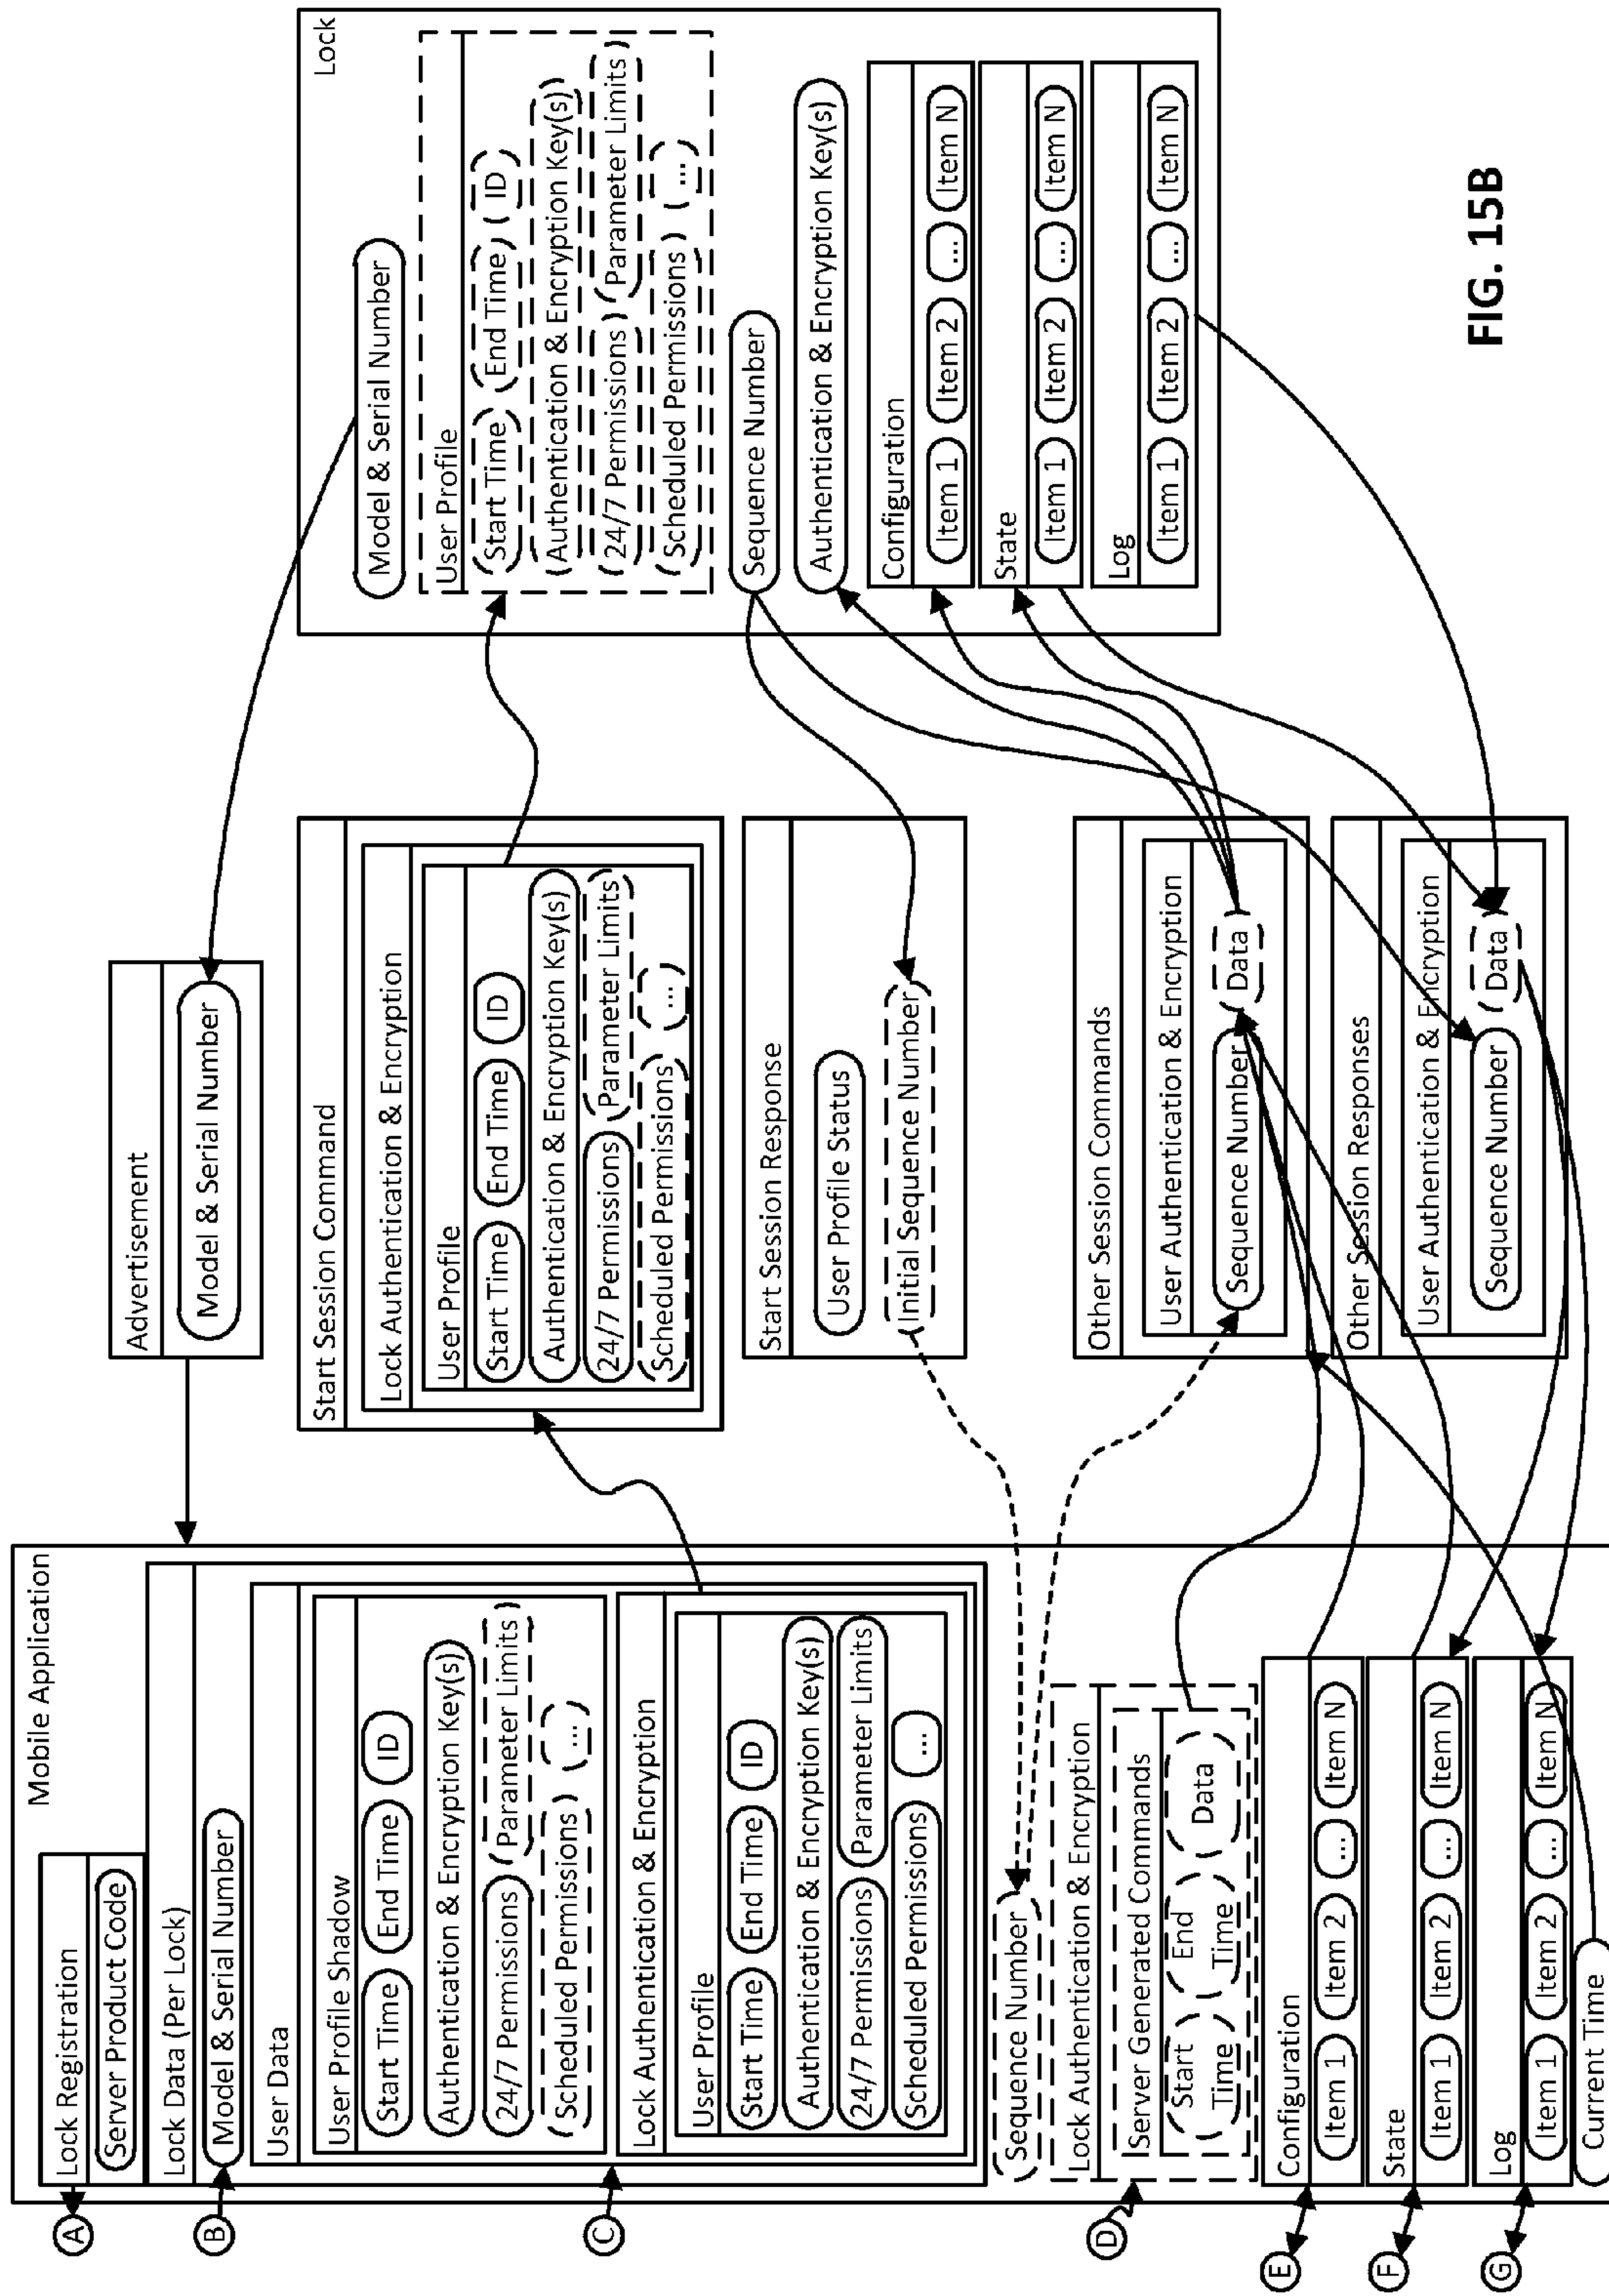 Mobile Application
Lock Registration
Server Product Code
Lock Data (Per Lock)
Model & Serial Number
User Data
User Profile Shadow
Start Time End Time ID
Authentication & Encryption Key(s)
24/7 Permissions Parameter Limits
Scheduled Permissions ...
Lock Authentication & Encryption
User Profile
Start Time End Time ID
Authentication & Encryption Key(s)
24/7 Permissions Parameter Limits
Scheduled Permissions ...
Sequence Number
Lock Authentication & Encryption
Server Generated Commands
Start Time End Time Data
Configuration
Item 1 Item 2 ... Item N
State
Item 1 Item 2 ... Item N
Log
Item 1 Item 2 ... Item N
Current Time
A
B
C
D
E
F
G
Advertisement
Model & Serial Number
Start Session Command
Lock Authentication & Encryption
User Profile
Start Time End Time ID
Authentication & Encryption Key(s)
24/7 Permissions Parameter Limits
Scheduled Permissions ...
Start Session Response
User Profile Status
Initial Sequence Number
Other Session Commands
User Authentication & Encryption
Sequence Number Data
Other Session Responses
User Authentication & Encryption
Sequence Number Data
Lock
Model & Serial Number
User Profile
Start Time End Time ID
Authentication & Encryption Key(s)
24/7 Permissions Parameter Limits
Scheduled Permissions ...
Sequence Number
Authentication & Encryption Key(s)
Configuration
Item 1 Item 2 ... Item N
State
Item 1 Item 2 ... Item N
Log
Item 1 Item 2 ... Item N
FIG. 15B